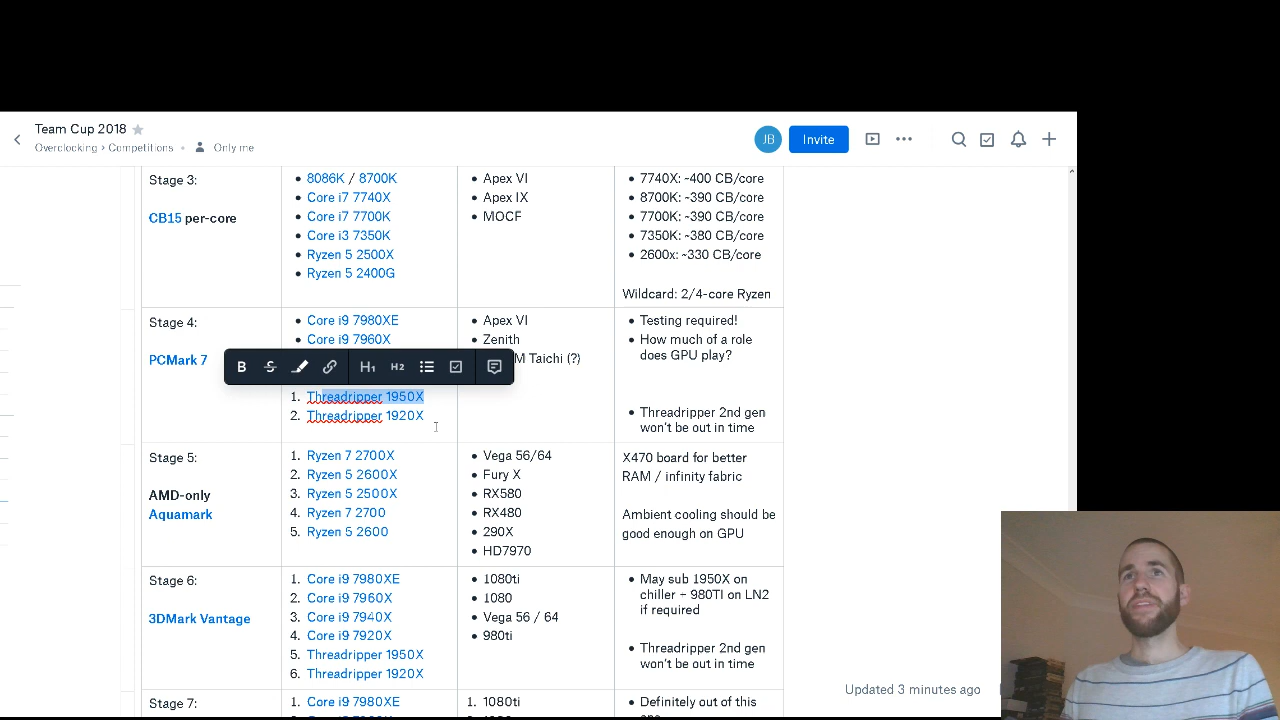 Team Cup 2018
Overclocking > Competitions • Only me
JB
Invite
Stage 3:
CB15 per-core
8086K / 8700K
Core i7 7740X
Core i7 7700K
Core i3 7350K
Ryzen 5 2500X
Ryzen 5 2400G
Apex VI
Apex IX
MOCF
7740X: ~400 CB/core
8700K: ~390 CB/core
7700K: ~390 CB/core
7350K: ~380 CB/core
2600x: ~330 CB/core
Wildcard: 2/4-core Ryzen
Stage 4:
PCMark 7
Core i9 7980XE
Core i9 7960X
B S H1 H2
1. Threadripper 1950X
2. Threadripper 1920X
Apex VI
Zenith
M Taichi (?)
Testing required!
How much of a role
does GPU play?
Threadripper 2nd gen
won't be out in time
Stage 5:
AMD-only
Aquamark
1. Ryzen 7 2700X
2. Ryzen 5 2600X
3. Ryzen 5 2500X
4. Ryzen 7 2700
5. Ryzen 5 2600
Vega 56/64
Fury X
RX580
RX480
290X
HD7970
X470 board for better
RAM / infinity fabric
Ambient cooling should be
good enough on GPU
Stage 6:
3DMark Vantage
1. Core i9 7980XE
2. Core i9 7960X
3. Core i9 7940X
4. Core i9 7920X
5. Threadripper 1950X
6. Threadripper 1920X
1080ti
1080
Vega 56 / 64
980ti
May sub 1950X on
chiller + 980TI on LN2
if required
Threadripper 2nd gen
won't be out in time
Stage 7:
1. Core i9 7980XE
1. 1080ti
Definitely out of this
Updated 3 minutes ago